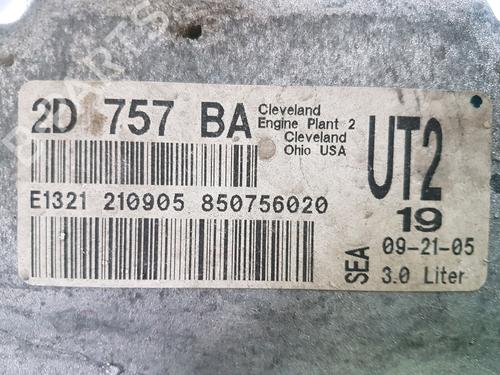 2D 757 BA
Cleveland
Engine Plant 2
Cleveland
Ohio USA
UT2
19
E1321 210905 850756020
SEA
09-21-05
3.0 Liter